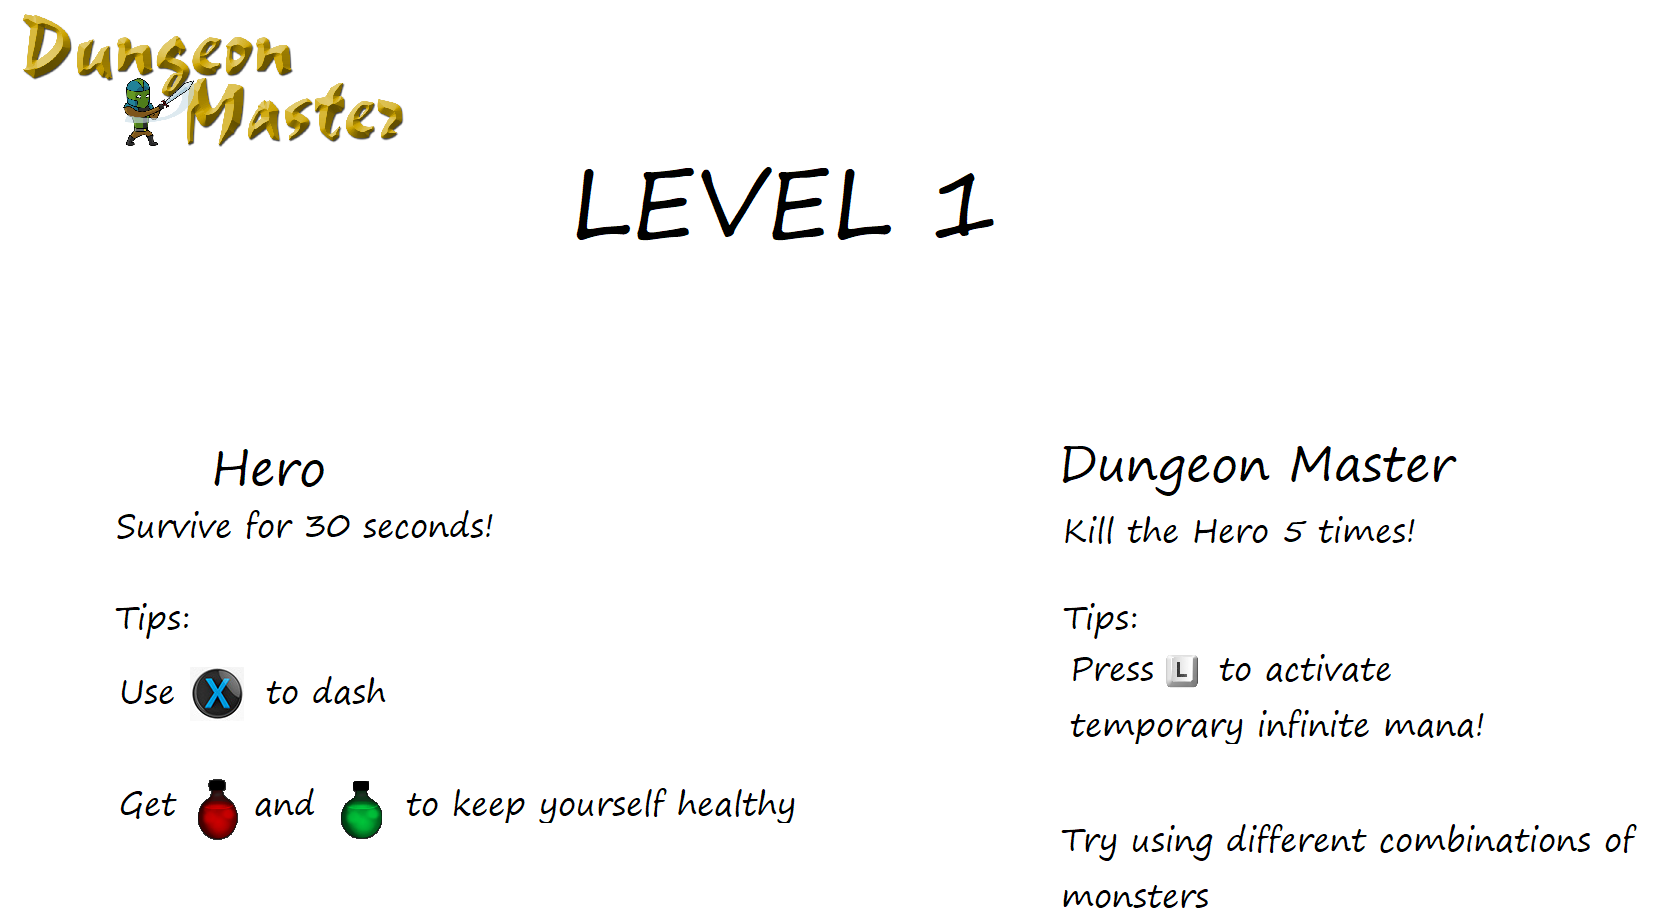 Dungeon
Master
LEVEL 1
Hero
Survive for 30 seconds!
Tips:
Use X to dash
Get and to keep yourself healthy
Dungeon Master
Kill the Hero 5 times!
Tips:
Press L to activate
temporary infinite mana!
Try using different combinations of
monsters